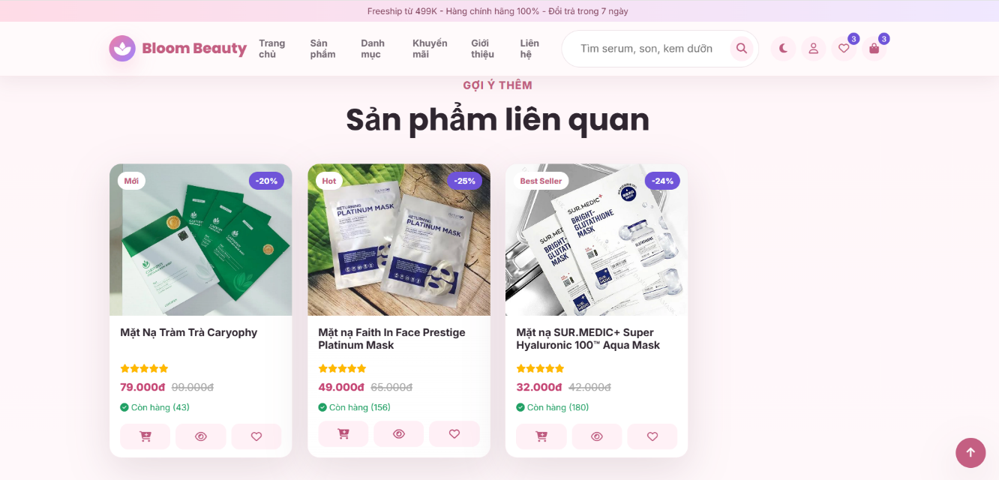 Freeship từ 499K - Hàng chính hãng 100% - Đổi trả trong 7 ngày
Bloom Beauty
Trang chủ
Sản phẩm
Danh mục
Khuyến mãi
Giới thiệu
Liên hệ
Tìm serum, son, kem dưỡn
3
3
GỢI Ý THÊM
Sản phẩm liên quan
Mới
-20%
CARYOPHY
Hot
-25%
RETURNING
PLATINUM MASK
RETURNING
PLATINUM MASK
Best Seller
-24%
SUR.MEDIC+
BRIGHT-
GLUTATHIONE
MASK
GLUTATHIONE
SUR.
MEDIC
Mặt Nạ Tràm Trà Caryophy
79.000đ 99.000đ
Còn hàng (43)
Mặt nạ Faith In Face Prestige
Platinum Mask
49.000đ 65.000đ
Còn hàng (156)
Mặt nạ SUR.MEDIC+ Super
Hyaluronic 100™ Aqua Mask
32.000đ 42.000đ
Còn hàng (180)